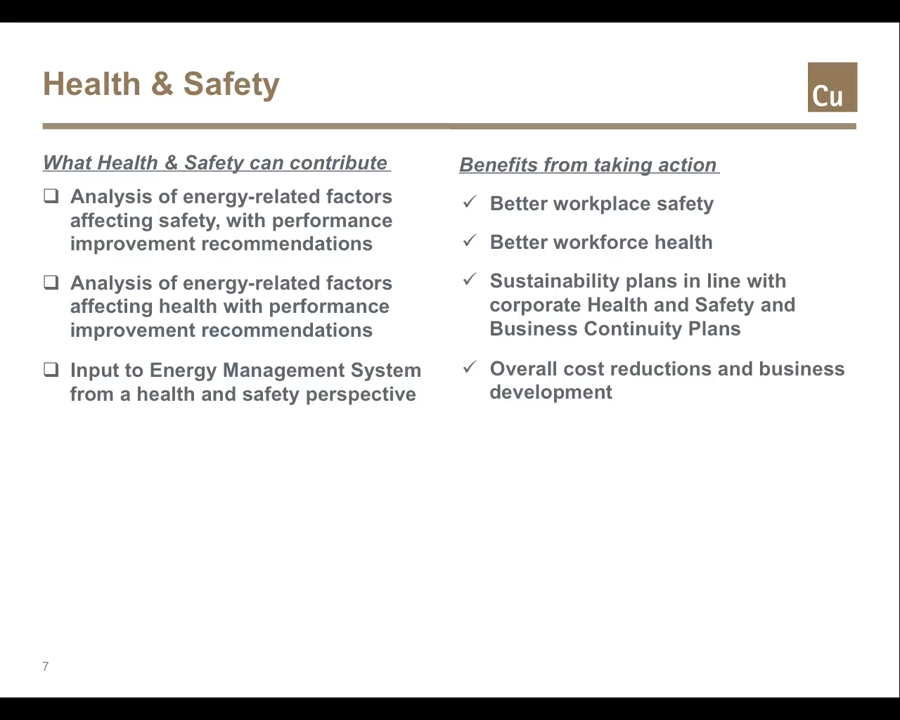 Health & Safety
Cu
What Health & Safety can contribute
Analysis of energy-related factors
affecting safety, with performance
improvement recommendations
Analysis of energy-related factors
affecting health with performance
improvement recommendations
Input to Energy Management System
from a health and safety perspective
Benefits from taking action
Better workplace safety
Better workforce health
Sustainability plans in line with
corporate Health and Safety and
Business Continuity Plans
Overall cost reductions and business
development
7